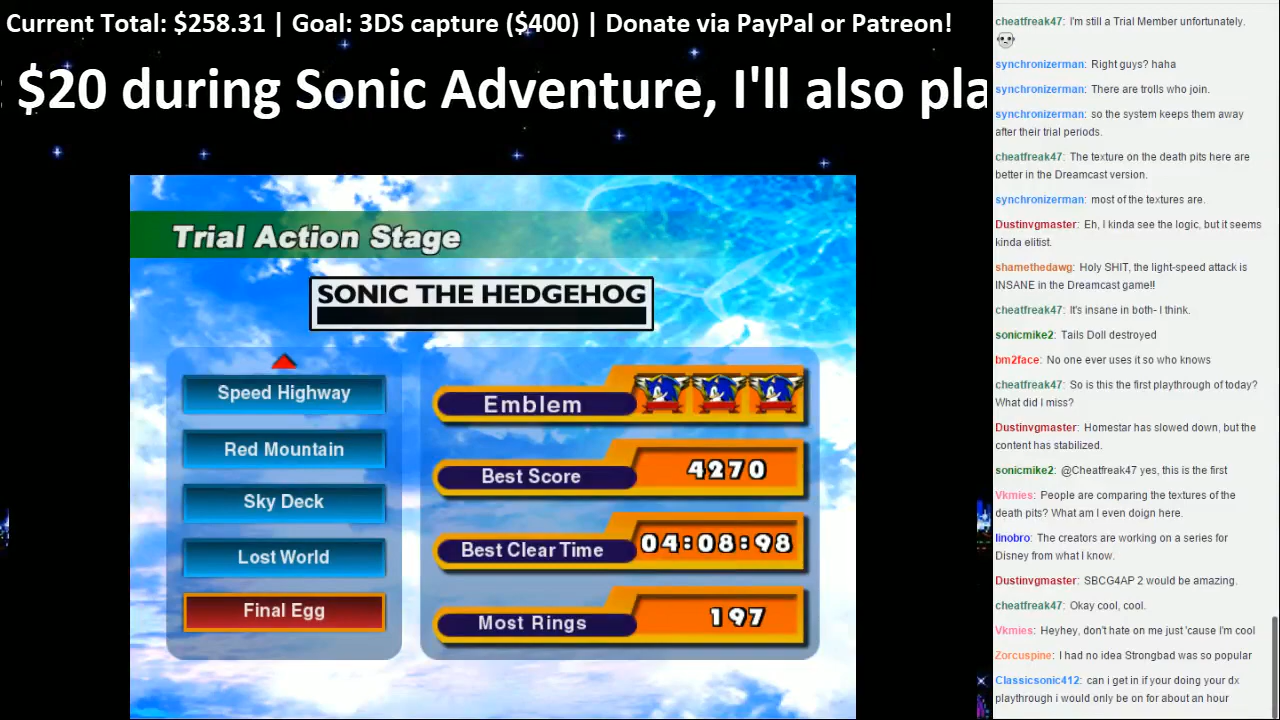 Current Total: $258.31 | Goal: 3DS capture ($400) | Donate via PayPal or Patreon!
$20 during Sonic Adventure, I'll also pla
Trial Action Stage
SONIC THE HEDGEHOG
Speed Highway
Red Mountain
Sky Deck
Lost World
Final Egg
Emblem
Best Score
4270
Best Clear Time
04:08:98
Most Rings
197
cheatfreak47: I'm still a Trial Member unfortunately.
synchronizerman: Right guys? haha
synchronizerman: There are trolls who join.
synchronizerman: so the system keeps them away
after their trial periods.
cheatfreak47: The texture on the death pits here are
better in the Dreamcast version.
synchronizerman: most of the textures are.
Dustinvgmaster: Eh, I kinda see the logic, but it seems
kinda elitist.
shamethedawg: Holy SHIT, the light-speed attack is
INSANE in the Dreamcast game!!
cheatfreak47: It's insane in both- I think.
sonicmike2: Tails Doll destroyed
bm2face: No one ever uses it so who knows
cheatfreak47: So is this the first playthrough of today?
What did I miss?
Dustinvgmaster: Homestar has slowed down, but the
content has stabilized.
sonicmike2: @Cheatfreak47 yes, this is the first
Vkmies: People are comparing the textures of the
death pits? What am I even doign here.
linobro: The creators are working on a series for
Disney from what I know.
Dustinvgmaster: SBCG4AP 2 would be amazing.
cheatfreak47: Okay cool, cool.
Vkmies: Heyhey, don't hate on me just 'cause I'm cool
Zorcuspine: I had no idea Strongbad was so popular
Classicsonic412: can i get in if your doing your dx
playthrough i would only be on for about an hour